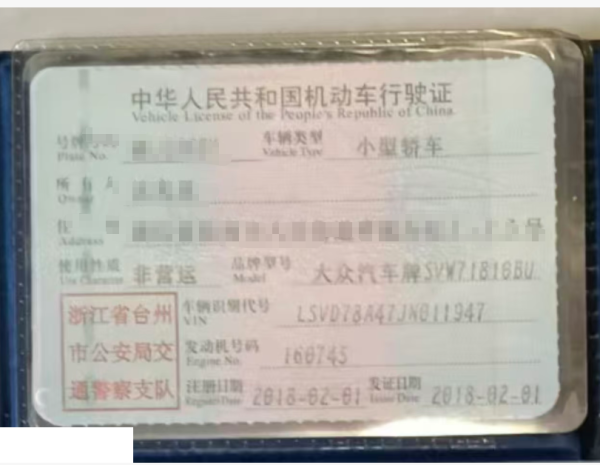 中华人民共和国机动车行驶证
Vehicle License of the People's Republic of China
号牌号码 Plate No. 车辆类型 Vehicle Type 小型轿车
所有人 Owner
住 Address 号
使用性质 Use Character 非营运 品牌型号 Model 大众汽车牌SVW71816BU
浙江省台州
市公安局交
通警察支队
车辆识别代号 VIN LSVD78A47JN011947
发动机号码 Engine No. 160745
注册日期 Register Date 2018-02-01 发证日期 Issue Date 2018-02-01